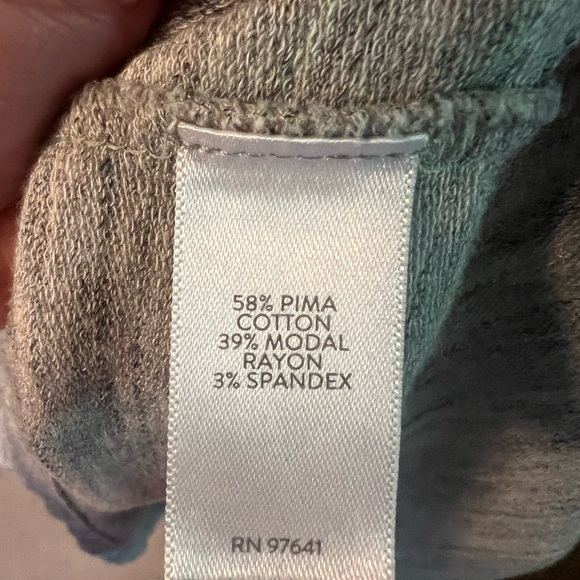 58% PIMA
COTTON
39% MODAL
RAYON
3% SPANDEX
RN 97641